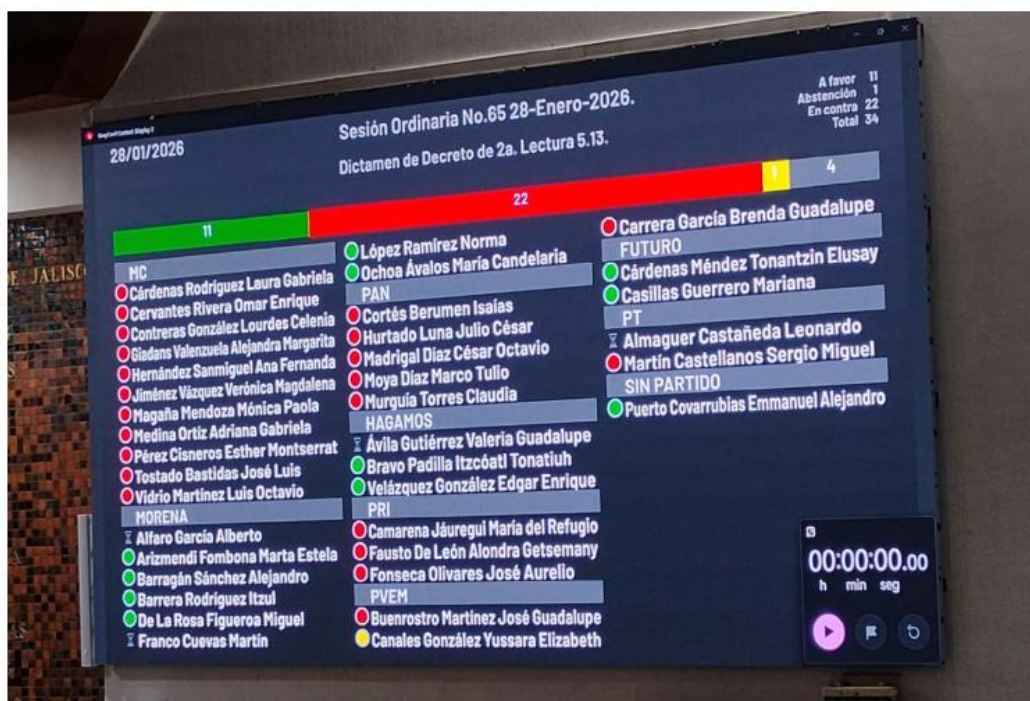 28/01/2026
Sesión Ordinaria No.65 28-Enero-2026.
Dictamen de Decreto de 2a. Lectura 5.13.
A favor 11
Abstención 1
En contra 22
Total 34
11
22
1
4
MC
Cárdenas Rodríguez Laura Gabriela
Cervantes Rivera Omar Enrique
Contreras González Lourdes Celenia
Giadans Valenzuela Alejandra Margarita
Hernández Sanmiguel Ana Fernanda
Jiménez Vázquez Verónica Magdalena
Magaña Mendoza Mónica Paola
Medina Ortiz Adriana Gabriela
Pérez Cisneros Esther Montserrat
Tostado Bastidas José Luis
Vidrio Martínez Luis Octavio
MORENA
Alfaro García Alberto
Arizmendi Fombona Marta Estela
Barragán Sánchez Alejandro
Barrera Rodríguez Itzul
De La Rosa Figueroa Miguel
Franco Cuevas Martín
López Ramírez Norma
Ochoa Ávalos María Candelaria
PAN
Cortés Berumen Isaías
Hurtado Luna Julio César
Madrigal Díaz César Octavio
Moya Díaz Marco Tulio
Murguía Torres Claudia
HAGAMOS
Ávila Gutiérrez Valeria Guadalupe
Bravo Padilla Itzcóatl Tonatiuh
Velázquez González Edgar Enrique
PRI
Camarena Jáuregui María del Refugio
Fausto De León Alondra Getsemany
Fonseca Olivares José Aurelio
PVEM
Buenrostro Martínez José Guadalupe
Canales González Yussara Elizabeth
Carrera García Brenda Guadalupe
FUTURO
Cárdenas Méndez Tonantzin Elusay
Casillas Guerrero Mariana
PT
Almaguer Castañeda Leonardo
Martín Castellanos Sergio Miguel
SIN PARTIDO
Puerto Covarrubias Emmanuel Alejandro
00:00:00.00
h min seg
DE JALISCO